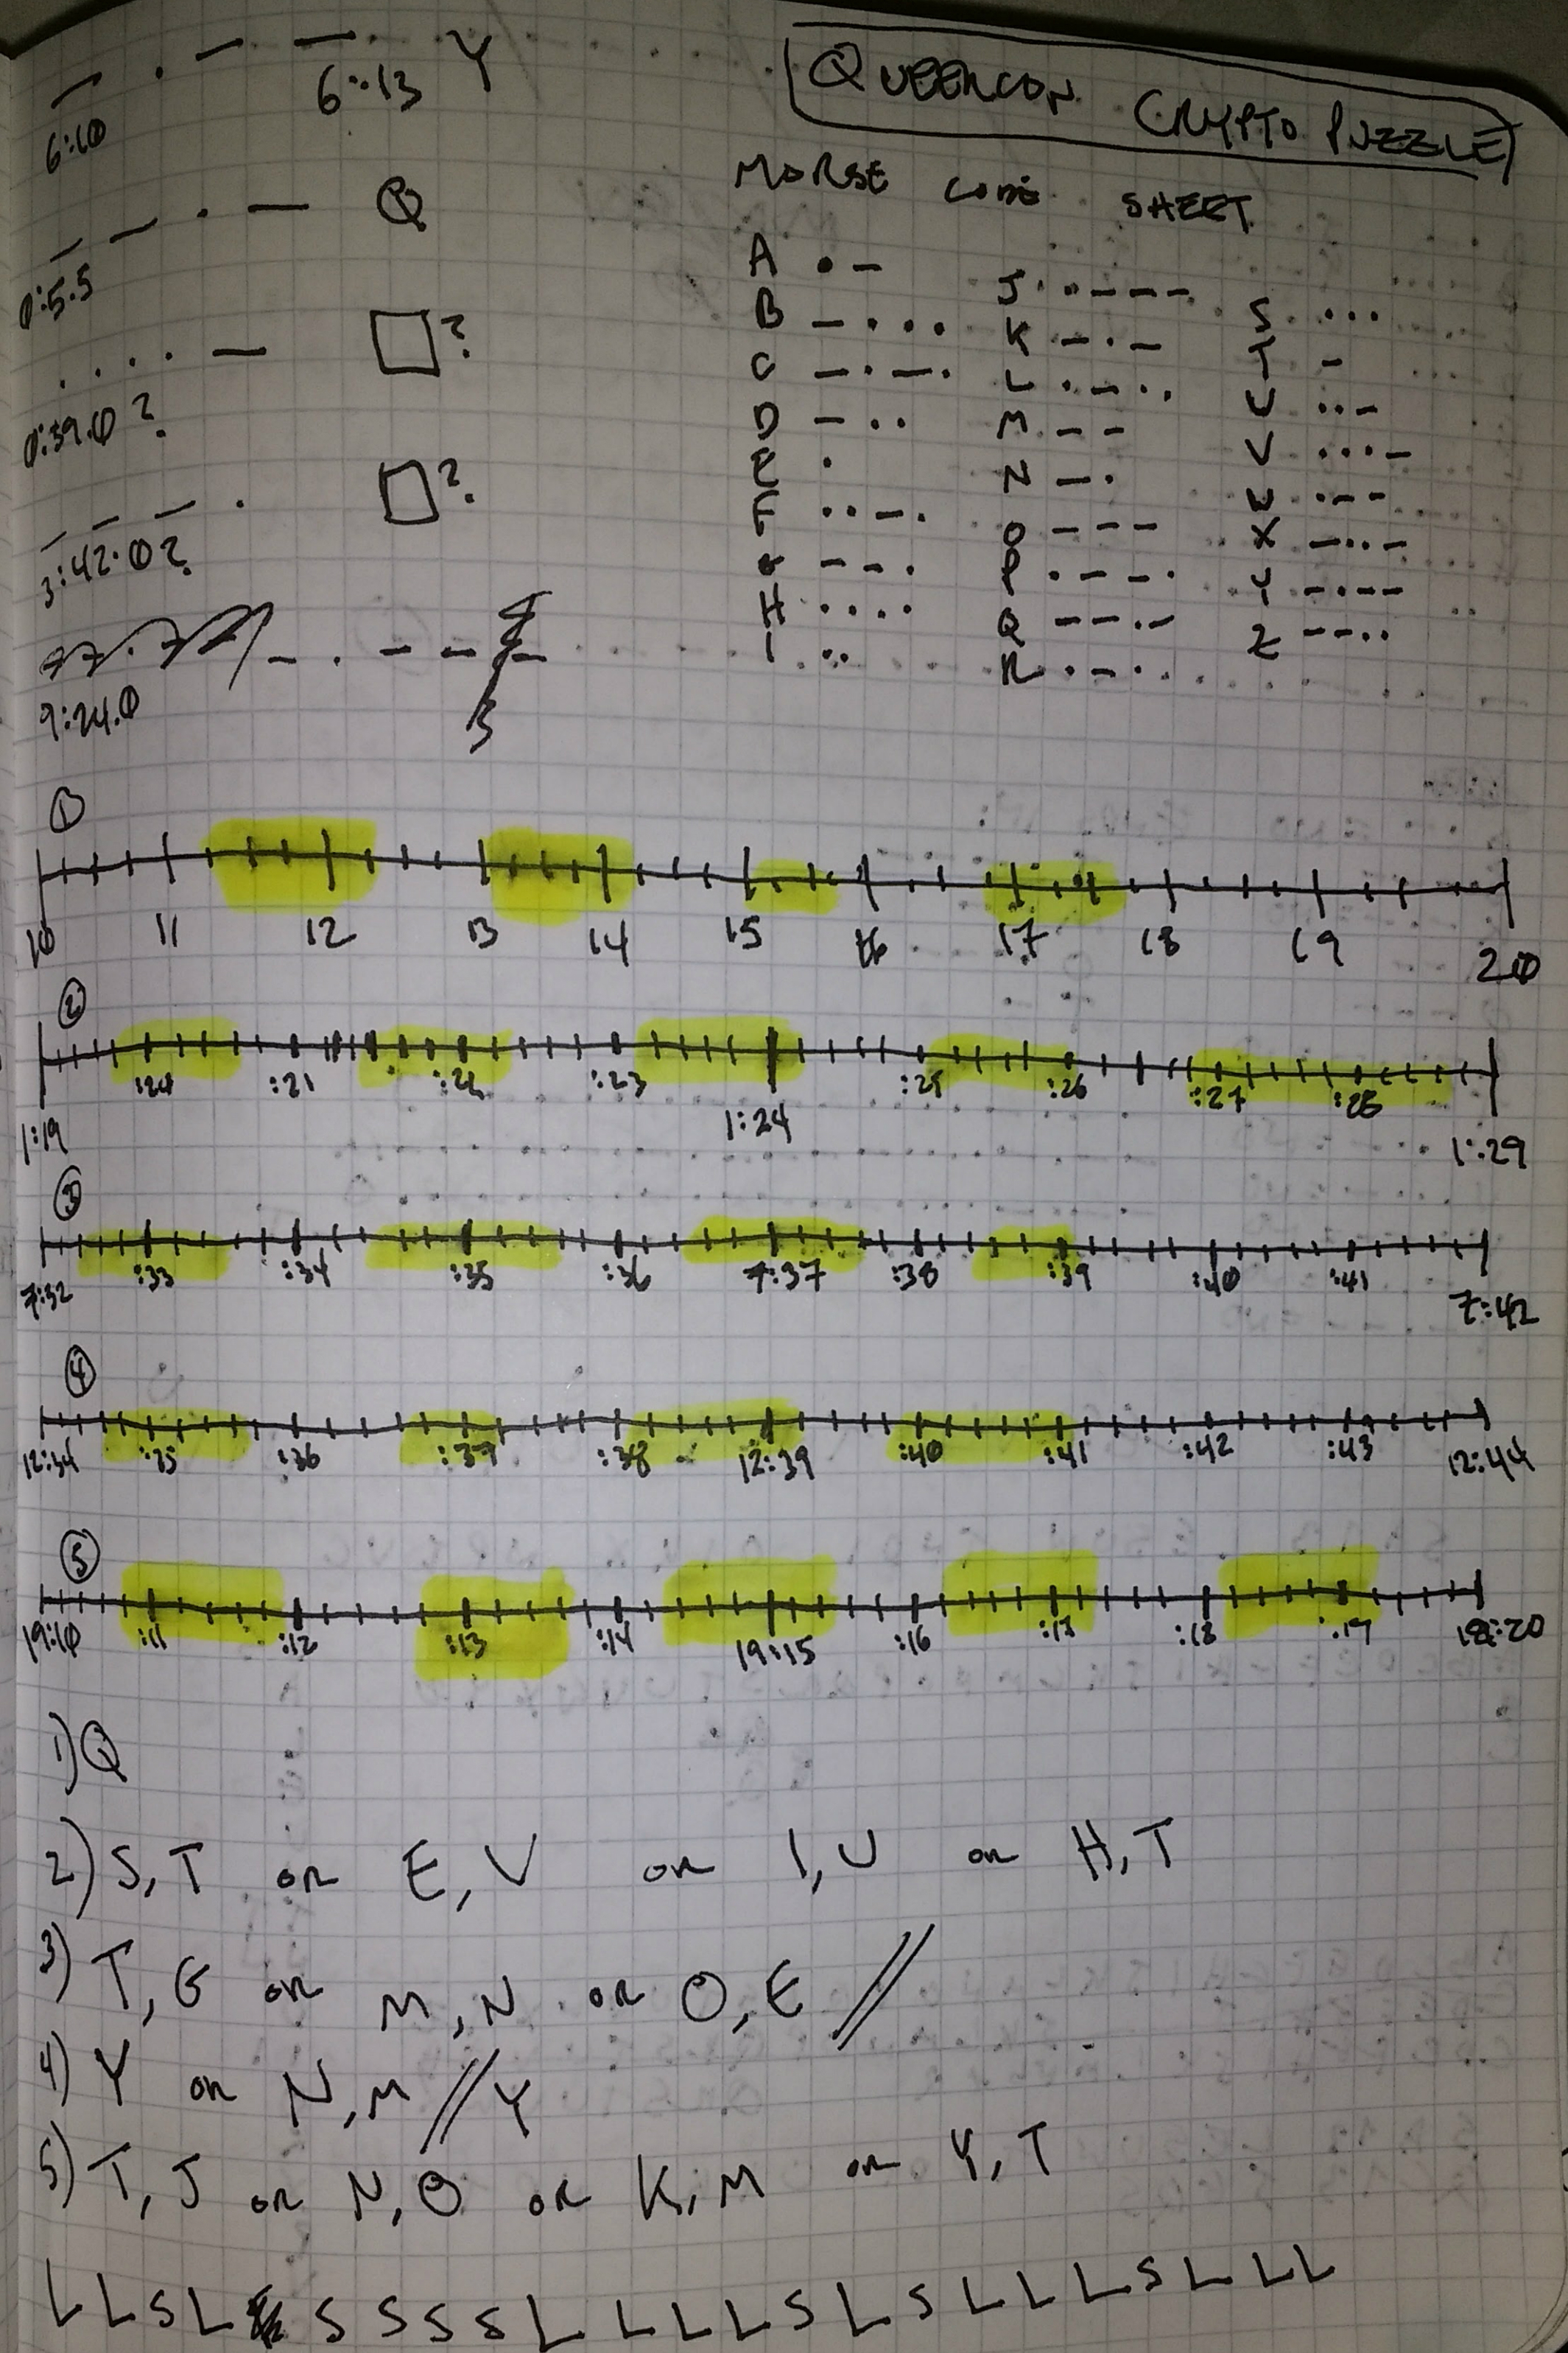 QUEERCON CRYPTO PUZZLE
— . — — Y
6:10 6:13
— — . — Q
0:5.5
. . . . — □?
0:39.0?
— — — . □?
3:42.0?
— . — — —
9:24.0
MORSE CODE SHEET
A . —
B — . . .
C — . — .
D — . .
E .
F . . — .
G — — .
H . . . .
I . .
J . — — —
K — . —
L . — . .
M — —
N — .
O — — —
P . — — .
Q — — . —
R . — .
S . . .
T —
U . . —
V . . . —
W . — —
X — . . —
Y — . — —
Z — — . .
①
10 11 12 13 14 15 16 17 18 19 20
②
1:19 :20 :21 :22 :23 1:24 :25 :26 :27 :28 1:29
③
7:32 :33 :34 :35 :36 7:37 :38 :39 :40 :41 7:42
④
12:34 :35 :36 :37 :38 12:39 :40 :41 :42 :43 12:44
⑤
19:10 :11 :12 :13 :14 19:15 :16 :17 :18 :19 19:20
1) Q
2) S, T or E, V or I, U or H, T
3) T, G or M, N or O, E //
4) Y or N, M // Y
5) T, J or N, O or K, M or Y, T
L L S L S S S S L L L L S L S L L L S L L L